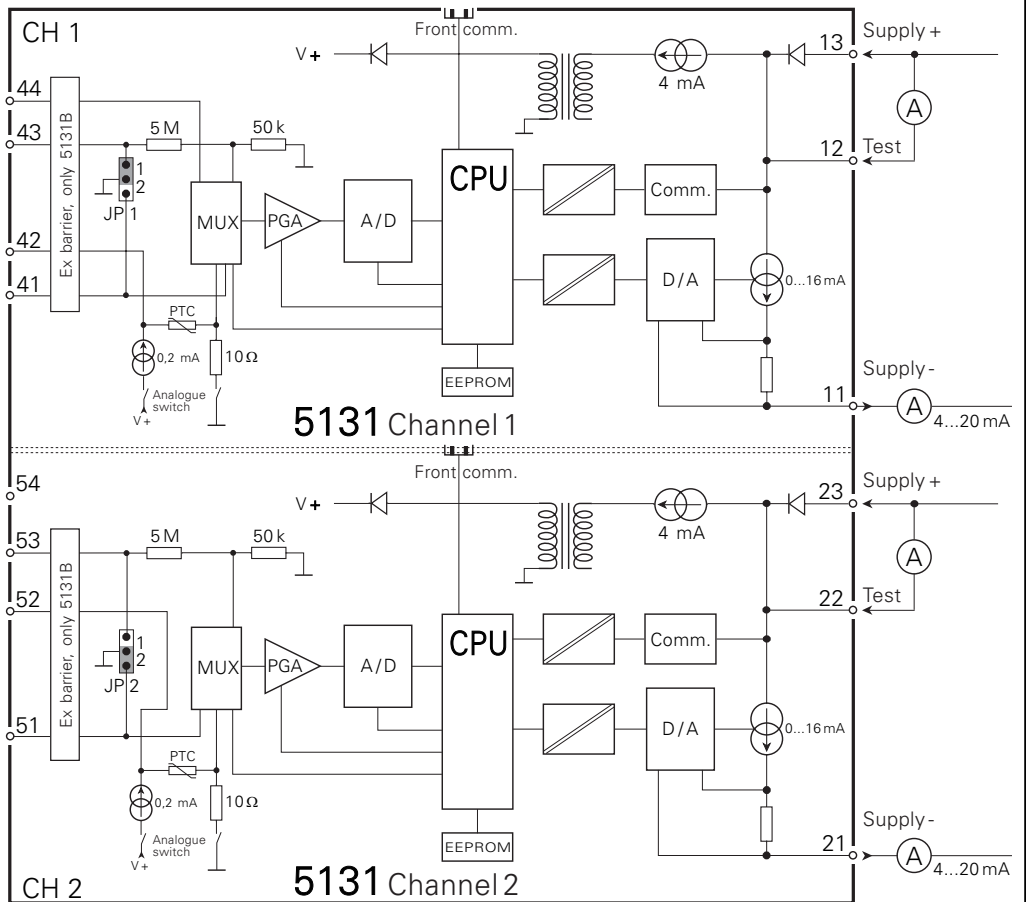 CH 1
Front comm.
Supply +
V+
13
4 mA
A
44
5 M
50 k
43
12
Test
Ex barrier, only 5131B
1
2
JP 1
CPU
Comm.
MUX
PGA
A/D
42
D/A
0...16 mA
41
PTC
0,2 mA
10 Ω
Analogue
switch
V+
EEPROM
Supply -
11
A
4...20 mA
5131 Channel 1
Front comm.
54
Supply +
V+
23
4 mA
A
53
5 M
50 k
52
22
Test
Ex barrier, only 5131B
1
2
JP 2
CPU
Comm.
MUX
PGA
A/D
51
D/A
0...16 mA
PTC
0,2 mA
10 Ω
Analogue
switch
V+
EEPROM
Supply -
21
A
4...20 mA
5131 Channel 2
CH 2